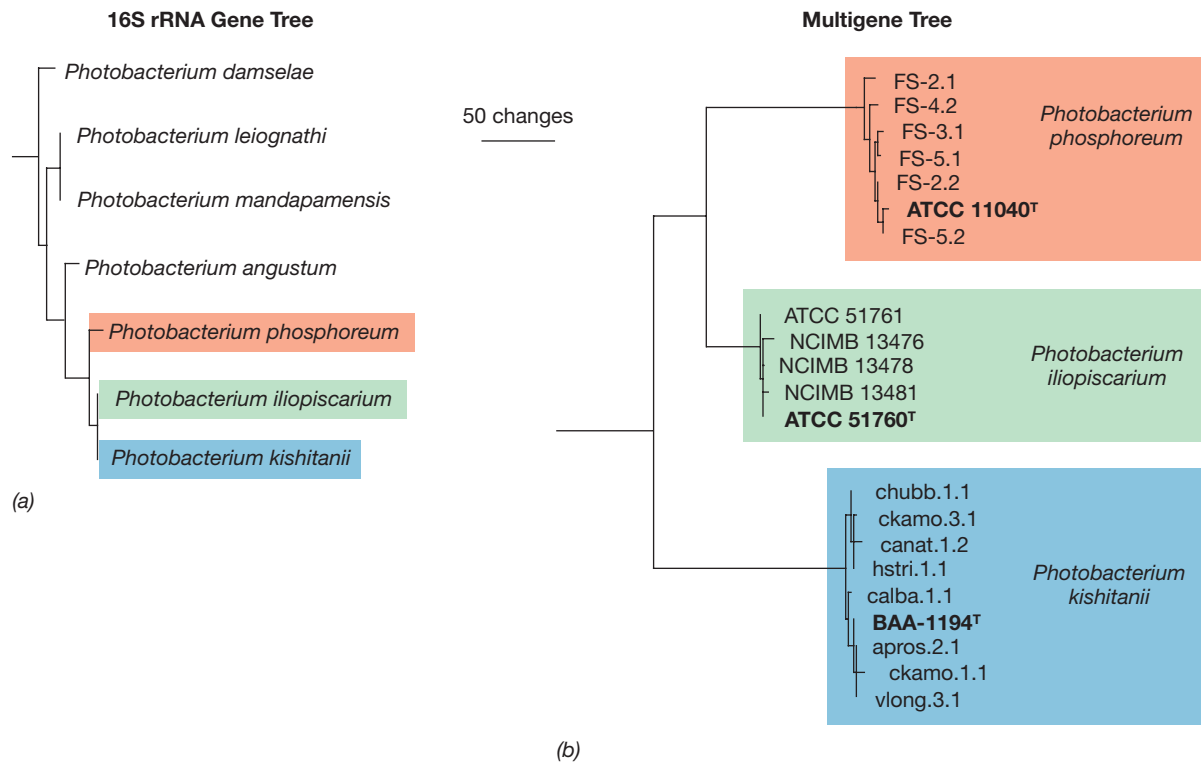 16S rRNA Gene Tree
Photobacterium damselae
Photobacterium leiognathi
Photobacterium mandapamensis
Photobacterium angustum
Photobacterium phosphoreum
Photobacterium iliopiscarium
Photobacterium kishitanii
(a)
50 changes
Multigene Tree
FS-2.1
FS-4.2
FS-3.1
FS-5.1
FS-2.2
ATCC 11040ᵀ
FS-5.2
Photobacterium
phosphoreum
ATCC 51761
NCIMB 13476
NCIMB 13478
NCIMB 13481
ATCC 51760ᵀ
Photobacterium
iliopiscarium
chubb.1.1
ckamo.3.1
canat.1.2
hstri.1.1
calba.1.1
BAA-1194ᵀ
apros.2.1
ckamo.1.1
vlong.3.1
Photobacterium
kishitanii
(b)